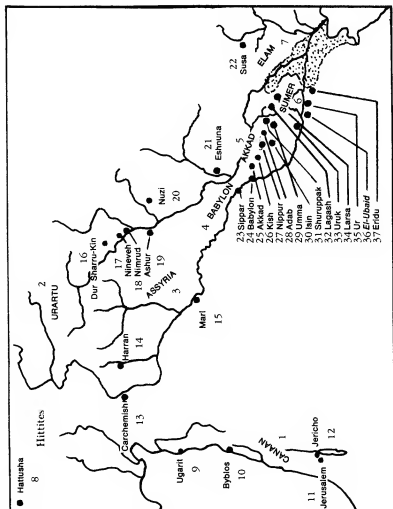 Hattusha
8
Hittites
2
URARTU
16
Dur Sharru-Kin
17
Nineveh
Nimrud
18
Ashur
19
Nuzi
20
21
Eshnuna
22
Susa
ELAM
7
Harran
14
ASSYRIA
3
Carchemish
13
Mari
15
4
BABYLON
AKKAD
5
SUMER
6
Ugarit
9
Byblos
10
CANAAN
1
Jericho
12
11
Jerusalem
23 Sippar
24 Babylon
25 Akkad
26 Kish
27 Nippur
28 Adab
29 Umma
30 Isin
31 Shuruppak
32 Lagash
33 Uruk
34 Larsa
35 Ur
36 El-Ubaid
37 Eridu